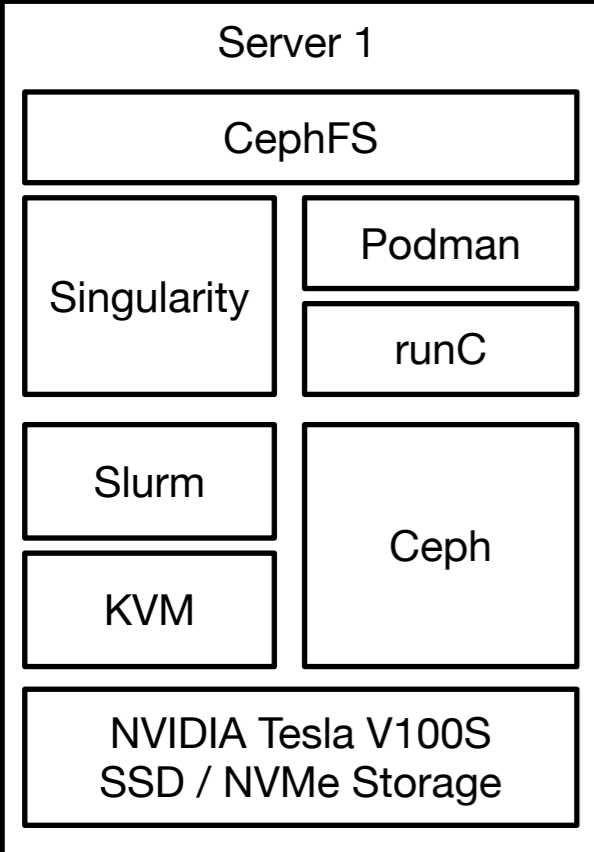 Server 1
CephFS
Singularity
Podman
runC
Slurm
KVM
Ceph
NVIDIA Tesla V100S
SSD / NVMe Storage